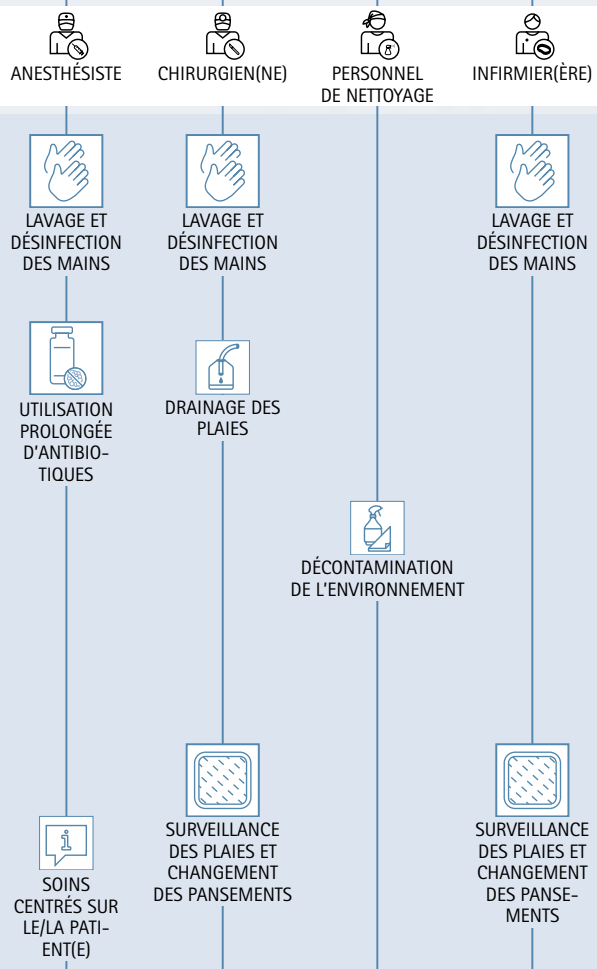 ANESTHÉSISTE
CHIRURGIEN(NE)
PERSONNEL
DE NETTOYAGE
INFIRMIER(ÈRE)
LAVAGE ET
DÉSINFECTION
DES MAINS
LAVAGE ET
DÉSINFECTION
DES MAINS
LAVAGE ET
DÉSINFECTION
DES MAINS
UTILISATION
PROLONGÉE
D'ANTIBIO-
TIQUES
DRAINAGE DES
PLAIES
DÉCONTAMINATION
DE L'ENVIRONNEMENT
SOINS
CENTRÉS SUR
LE/LA PATI-
ENT(E)
SURVEILLANCE
DES PLAIES ET
CHANGEMENT
DES PANSEMENTS
SURVEILLANCE
DES PLAIES ET
CHANGEMENT
DES PANSE-
MENTS